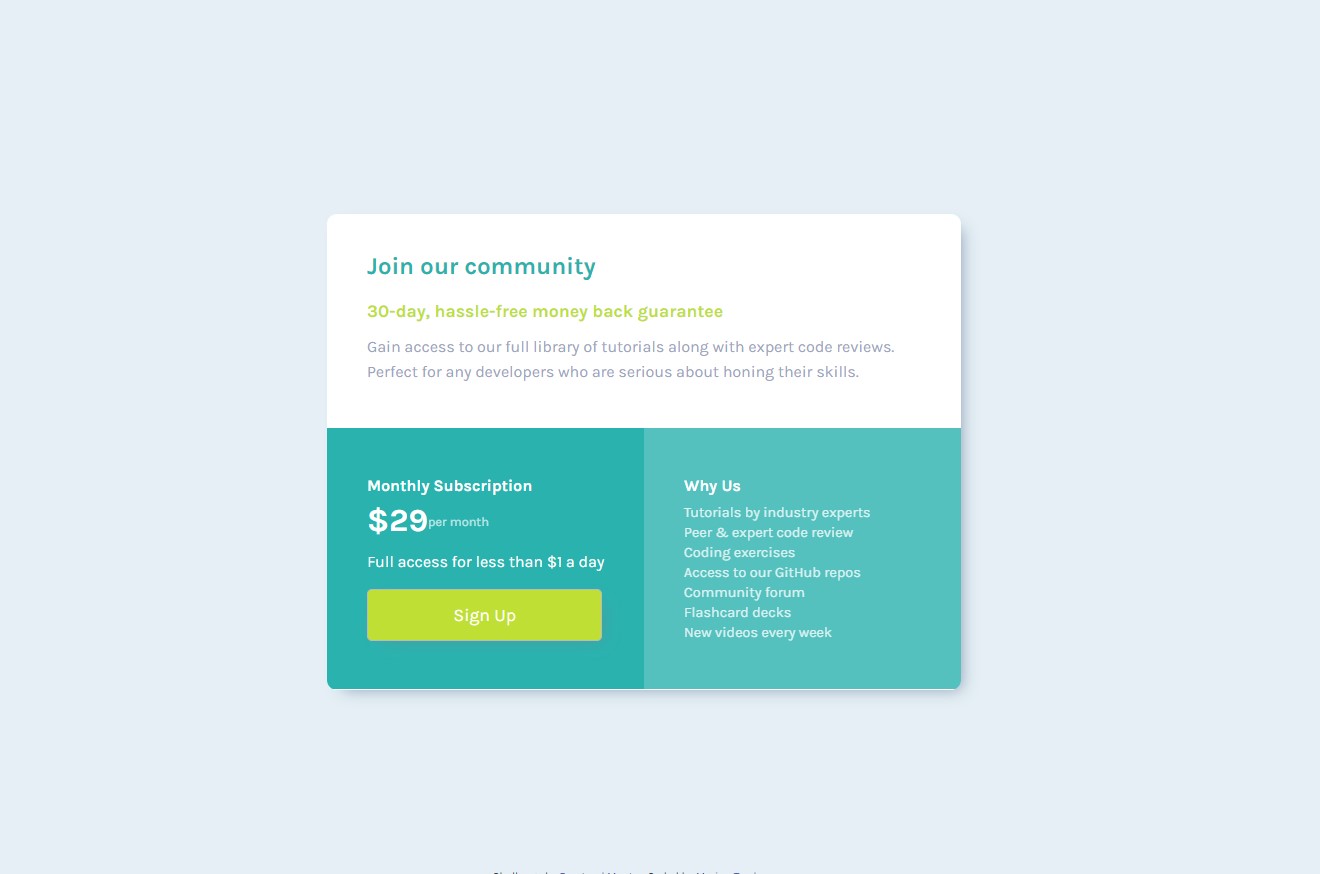 Join our community
30-day, hassle-free money back guarantee
Gain access to our full library of tutorials along with expert code reviews.
Perfect for any developers who are serious about honing their skills.
Monthly Subscription
$29per month
Full access for less than $1 a day
Sign Up
Why Us
Tutorials by industry experts
Peer & expert code review
Coding exercises
Access to our GitHub repos
Community forum
Flashcard decks
New videos every week